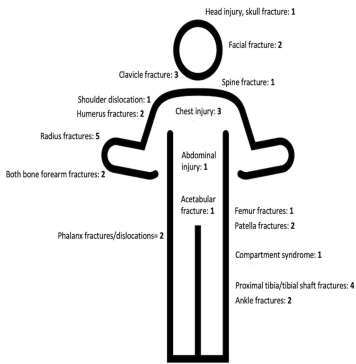 Head injury, skull fracture: 1
Facial fracture: 2
Clavicle fracture: 3
Spine fracture: 1
Shoulder dislocation: 1
Humerus fractures: 2
Chest injury: 3
Radius fractures: 5
Abdominal
injury: 1
Both bone forearm fractures: 2
Acetabular
fracture: 1
Femur fractures: 1
Patella fractures: 2
Phalanx fractures/dislocations= 2
Compartment syndrome: 1
Proximal tibia/tibial shaft fractures: 4
Ankle fractures: 2